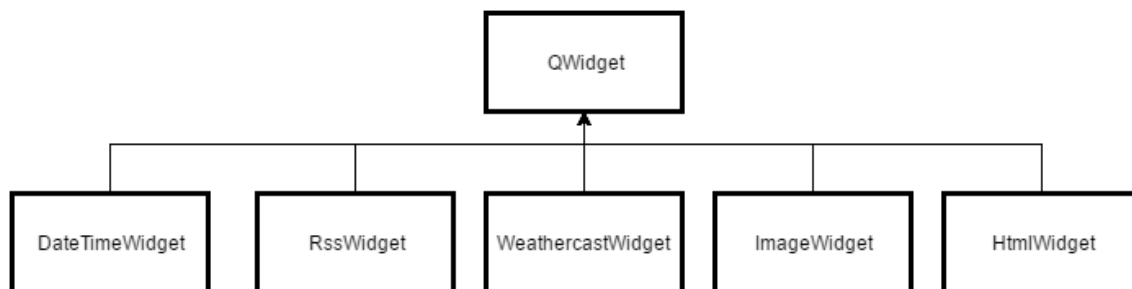 QWidget
DateTimeWidget
RssWidget
WeathercastWidget
ImageWidget
HtmlWidget